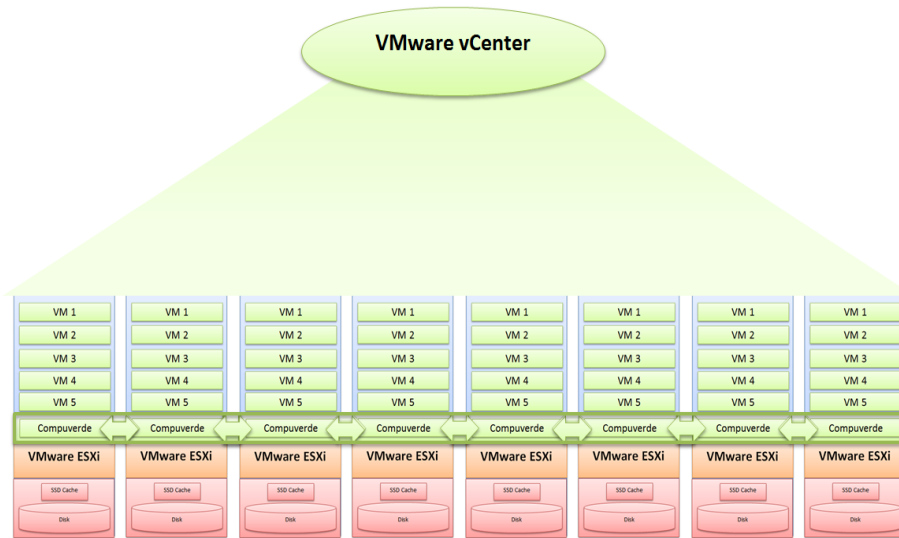 VMware vCenter
VM 1 VM 1 VM 1 VM 1 VM 1 VM 1 VM 1 VM 1
VM 2 VM 2 VM 2 VM 2 VM 2 VM 2 VM 2 VM 2
VM 3 VM 3 VM 3 VM 3 VM 3 VM 3 VM 3 VM 3
VM 4 VM 4 VM 4 VM 4 VM 4 VM 4 VM 4 VM 4
VM 5 VM 5 VM 5 VM 5 VM 5 VM 5 VM 5 VM 5
Compuverde Compuverde Compuverde Compuverde Compuverde Compuverde Compuverde Compuverde
VMware ESXi VMware ESXi VMware ESXi VMware ESXi VMware ESXi VMware ESXi VMware ESXi VMware ESXi
SSD Cache SSD Cache SSD Cache SSD Cache SSD Cache SSD Cache SSD Cache SSD Cache
Disk Disk Disk Disk Disk Disk Disk Disk